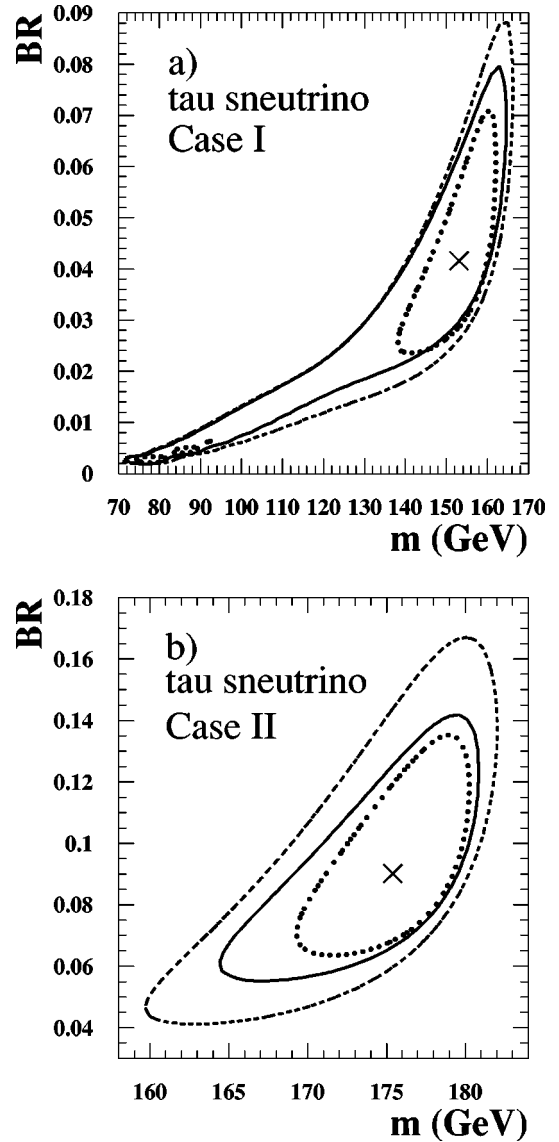 BR
0.09
0.08
0.07
0.06
0.05
0.04
0.03
0.02
0.01
0
a)
tau sneutrino
Case I
70 80 90 100 110 120 130 140 150 160 170
m (GeV)
BR
0.18
0.16
0.14
0.12
0.1
0.08
0.06
0.04
b)
tau sneutrino
Case II
160 165 170 175 180
m (GeV)